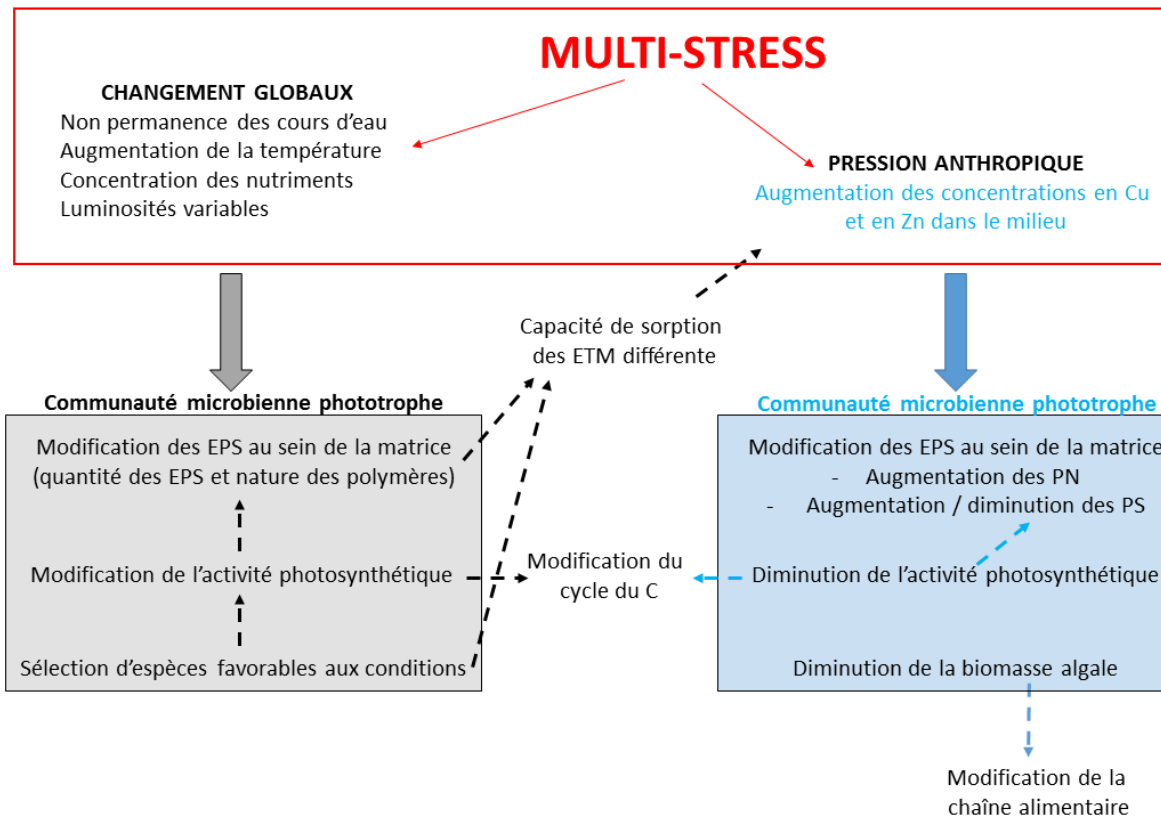 MULTI-STRESS
CHANGEMENT GLOBAUX
Non permanence des cours d'eau
Augmentation de la température
Concentration des nutriments
Luminosités variables
PRESSION ANTHROPIQUE
Augmentation des concentrations en Cu
et en Zn dans le milieu
Capacité de sorption
des ETM différente
Communauté microbienne phototrophe
Modification des EPS au sein de la matrice
(quantité des EPS et nature des polymères)
Modification de l'activité photosynthétique
Sélection d'espèces favorables aux conditions
Modification du
cycle du C
Communauté microbienne phototrophe
Modification des EPS au sein de la matrice
- Augmentation des PN
- Augmentation / diminution des PS
Diminution de l'activité photosynthétique
Diminution de la biomasse algale
Modification de la
chaîne alimentaire